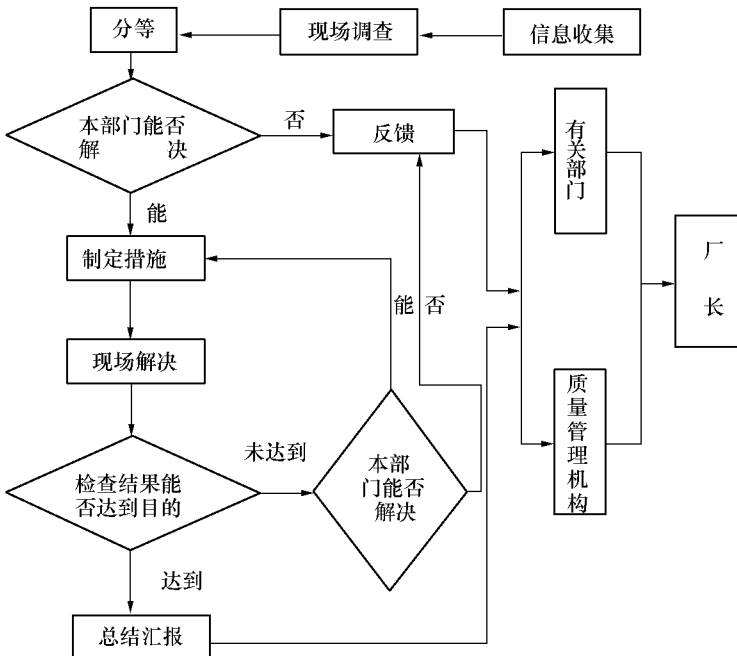 分等
现场调查
信息收集
本部门能否
解 决
否
反馈
有关部门
能
制定措施
能
否
厂长
现场解决
质量管理机构
未达到
检查结果能
否达到目的
本部
门能否
解决
达到
总结汇报